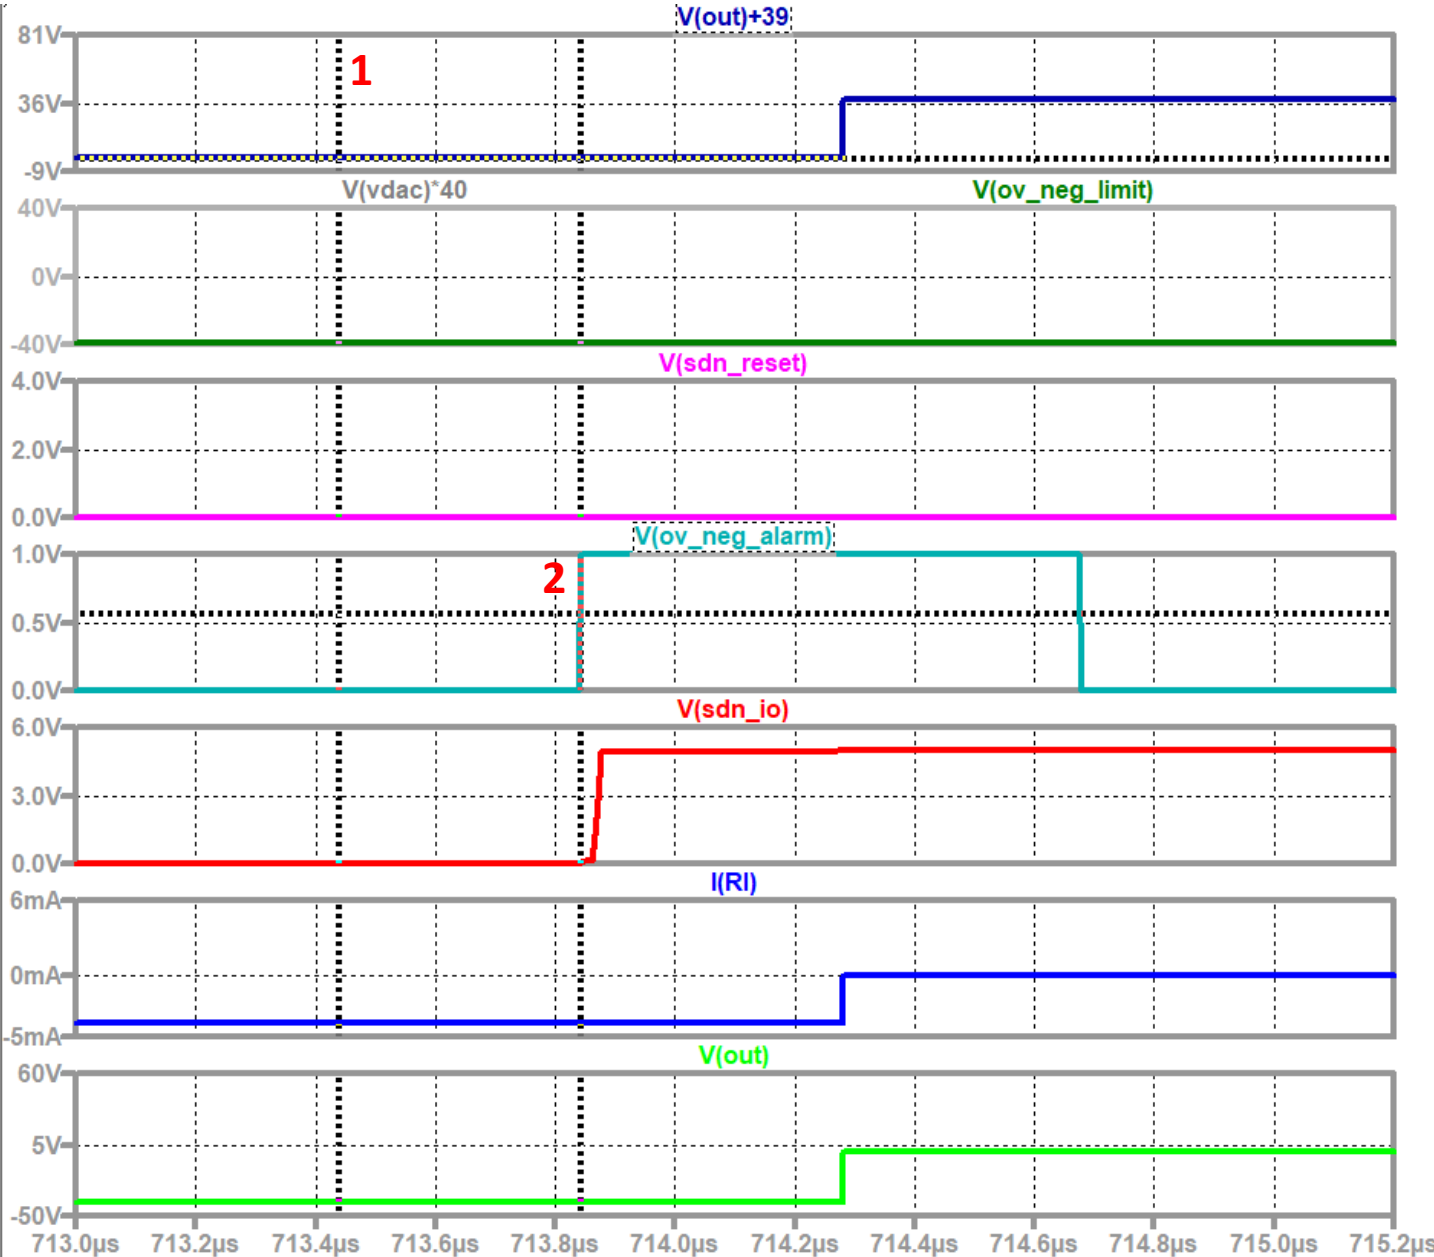 V(out)+39
81V
36V
-9V
1
V(vdac)*40 V(ov_neg_limit)
40V
0V
-40V
V(sdn_reset)
4.0V
2.0V
0.0V
V(ov_neg_alarm)
1.0V
0.5V
0.0V
2
V(sdn_io)
6.0V
3.0V
0.0V
I(Rl)
6mA
0mA
-5mA
V(out)
60V
5V
-50V
713.0µs 713.2µs 713.4µs 713.6µs 713.8µs 714.0µs 714.2µs 714.4µs 714.6µs 714.8µs 715.0µs 715.2µs